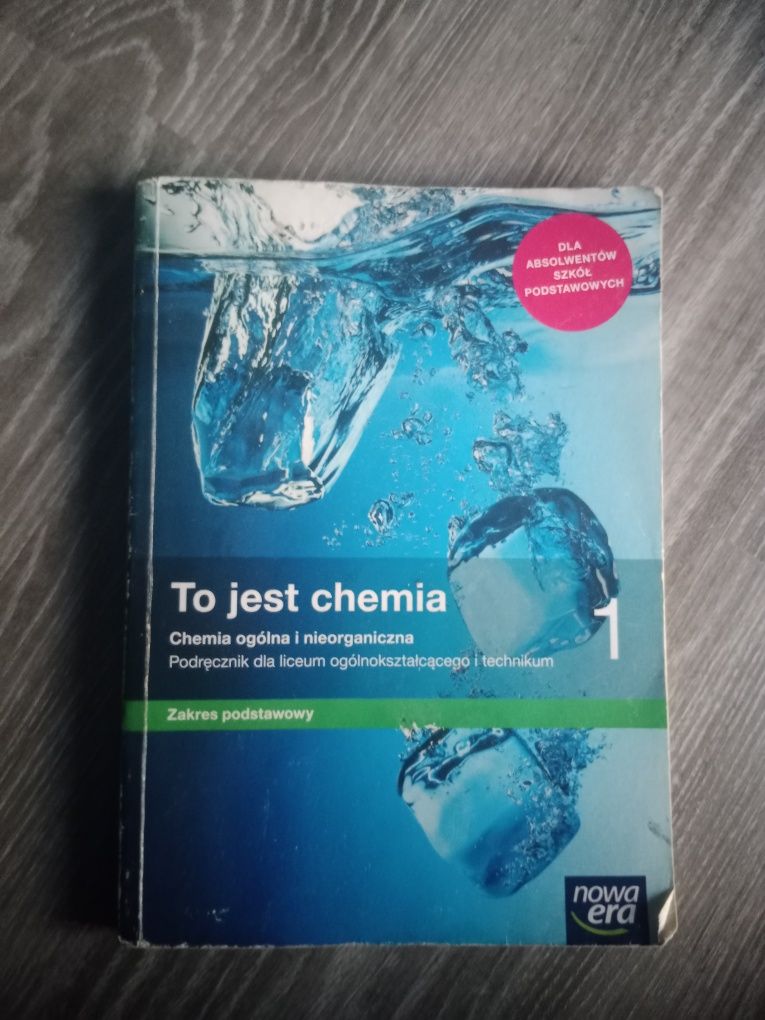 DLA
ABSOLWENTÓW
SZKÓŁ
PODSTAWOWYCH
To jest chemia
1
Chemia ogólna i nieorganiczna
Podręcznik dla liceum ogólnokształcącego i technikum
Zakres podstawowy
nowa
era